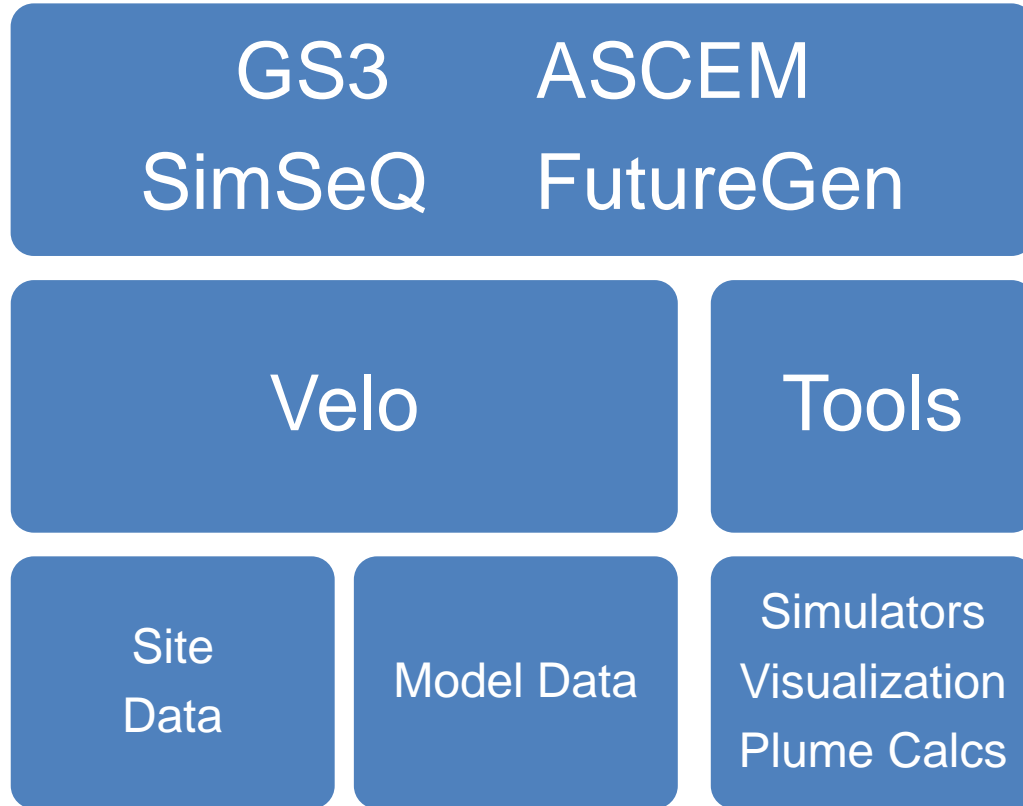 GS3 ASCEM
SimSeQ FutureGen
Velo
Tools
Site
Data
Model Data
Simulators
Visualization
Plume Calcs